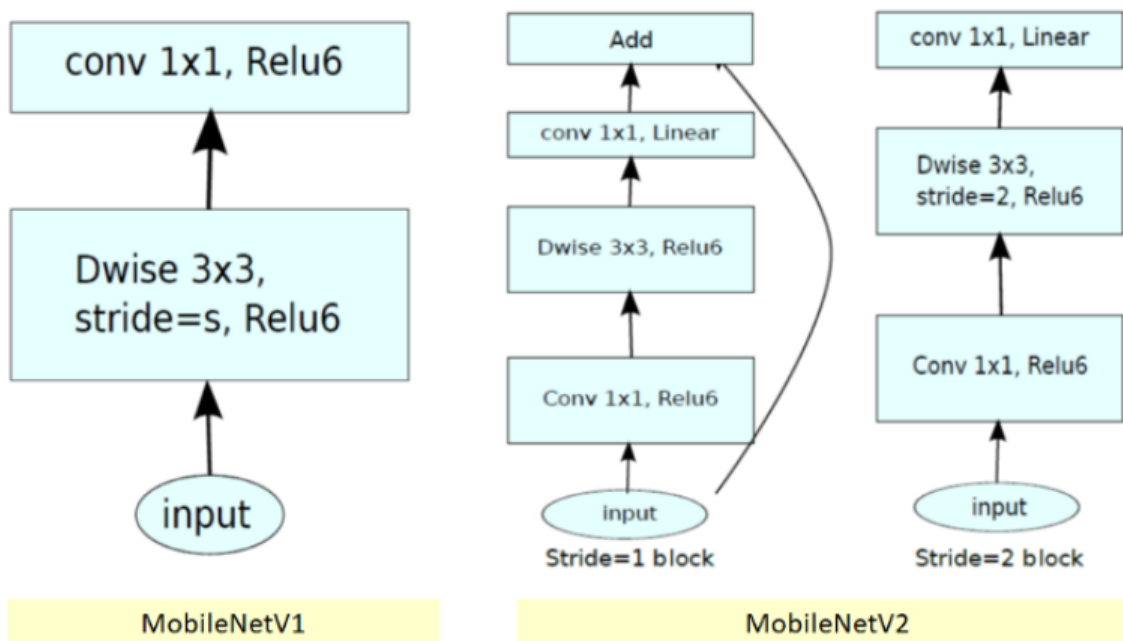 conv 1x1, Relu6
Dwise 3x3,
stride=s, Relu6
input
MobileNetV1
Add
conv 1x1, Linear
Dwise 3x3, Relu6
Conv 1x1, Relu6
input
Stride=1 block
conv 1x1, Linear
Dwise 3x3,
stride=2, Relu6
Conv 1x1, Relu6
input
Stride=2 block
MobileNetV2